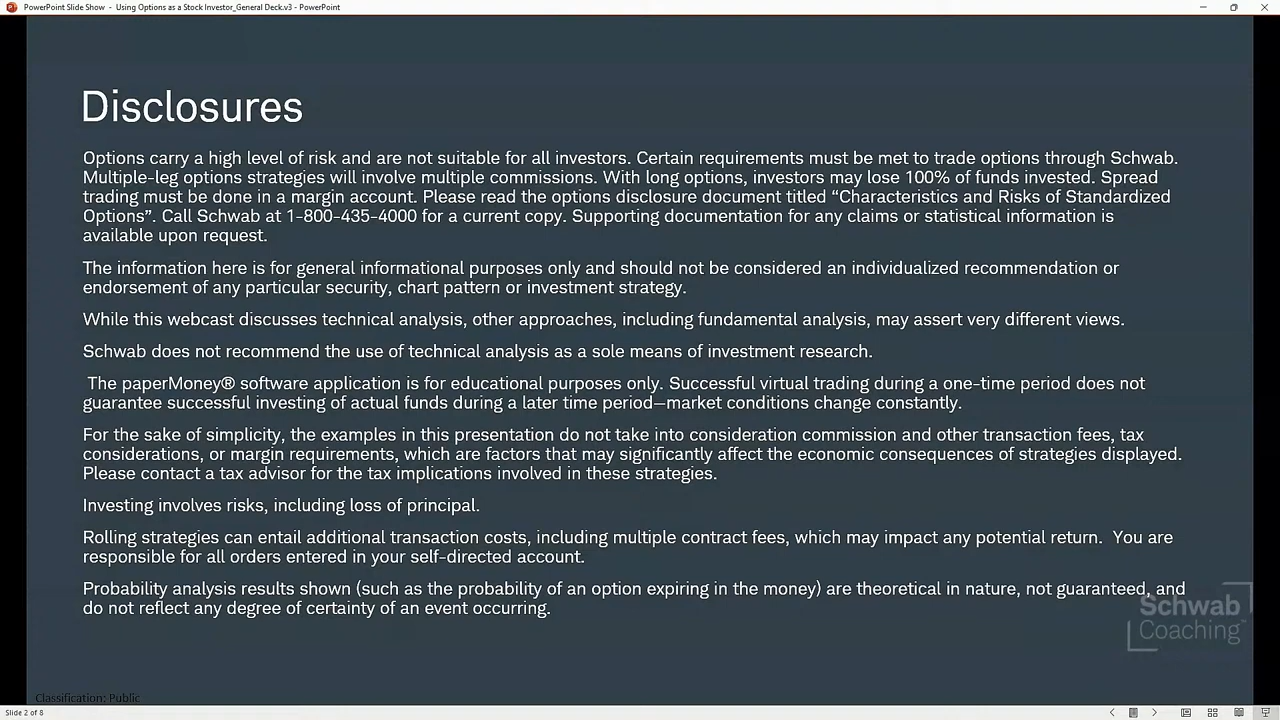 PowerPoint Slide Show - Using Options as a Stock Investor_General Deck.v3 - PowerPoint
Disclosures
Options carry a high level of risk and are not suitable for all investors. Certain requirements must be met to trade options through Schwab.
Multiple-leg options strategies will involve multiple commissions. With long options, investors may lose 100% of funds invested. Spread
trading must be done in a margin account. Please read the options disclosure document titled “Characteristics and Risks of Standardized
Options”. Call Schwab at 1-800-435-4000 for a current copy. Supporting documentation for any claims or statistical information is
available upon request.
The information here is for general informational purposes only and should not be considered an individualized recommendation or
endorsement of any particular security, chart pattern or investment strategy.
While this webcast discusses technical analysis, other approaches, including fundamental analysis, may assert very different views.
Schwab does not recommend the use of technical analysis as a sole means of investment research.
The paperMoney® software application is for educational purposes only. Successful virtual trading during a one-time period does not
guarantee successful investing of actual funds during a later time period—market conditions change constantly.
For the sake of simplicity, the examples in this presentation do not take into consideration commission and other transaction fees, tax
considerations, or margin requirements, which are factors that may significantly affect the economic consequences of strategies displayed.
Please contact a tax advisor for the tax implications involved in these strategies.
Investing involves risks, including loss of principal.
Rolling strategies can entail additional transaction costs, including multiple contract fees, which may impact any potential return. You are
responsible for all orders entered in your self-directed account.
Probability analysis results shown (such as the probability of an option expiring in the money) are theoretical in nature, not guaranteed, and
do not reflect any degree of certainty of an event occurring.
Schwab
Coaching™
Classification: Public
Slide 2 of 8